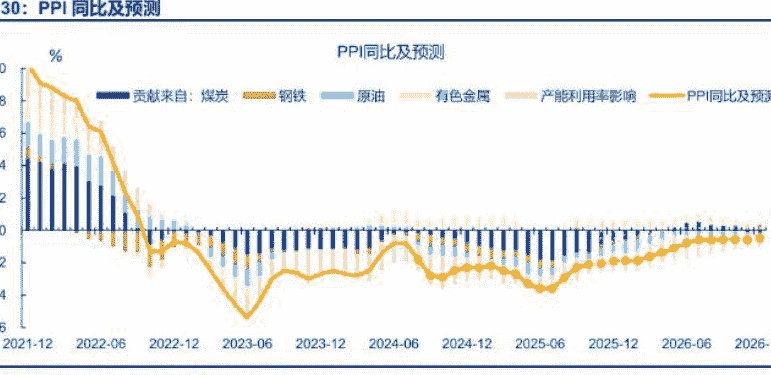 30：PPI 同比及预测
%
PPI同比及预测
贡献来自：煤炭
钢铁
原油
有色金属
产能利用率影响
PPI同比及预测
0
8
6
4
2
0
2
4
6
2021-12
2022-06
2022-12
2023-06
2023-12
2024-06
2024-12
2025-06
2025-12
2026-06
2026-